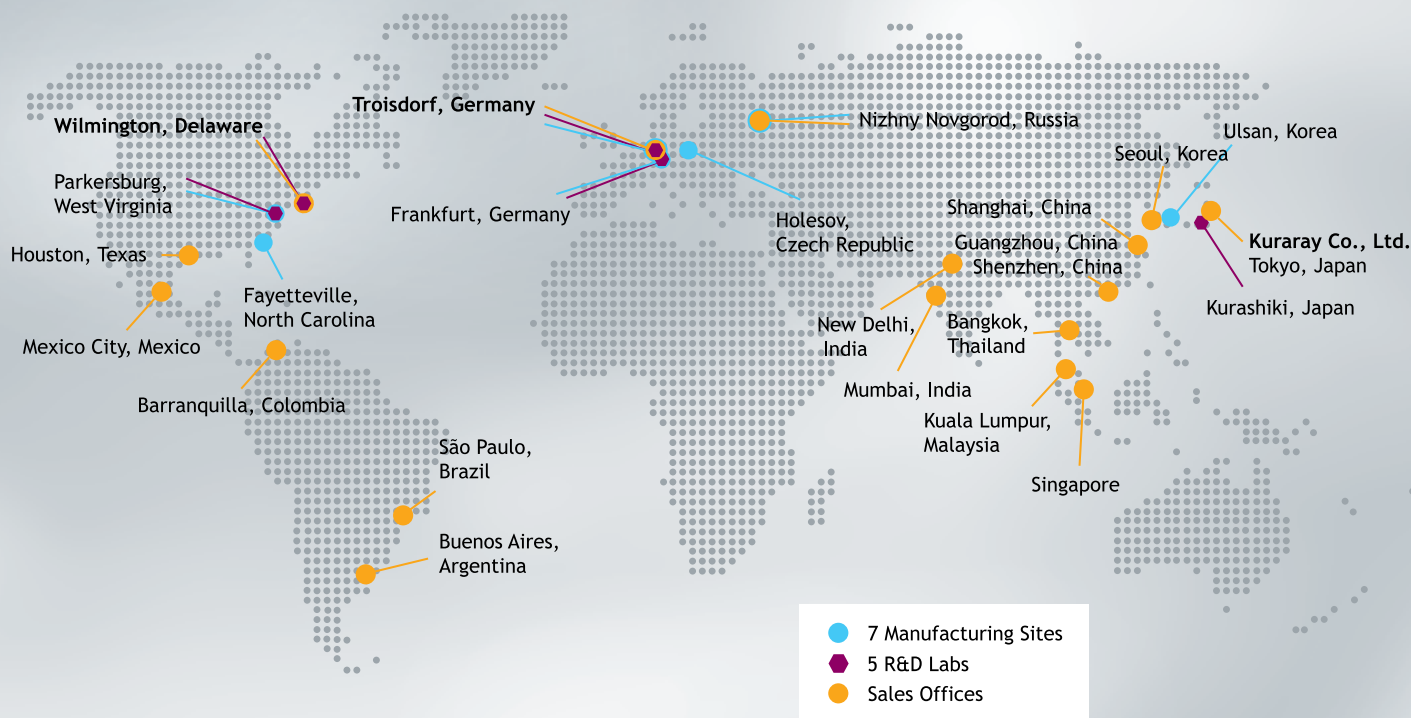 Troisdorf, Germany
Wilmington, Delaware
Nizhny Novgorod, Russia
Ulsan, Korea
Seoul, Korea
Parkersburg,
West Virginia
Frankfurt, Germany
Holesov,
Czech Republic
Shanghai, China
Guangzhou, China
Shenzhen, China
Kuraray Co., Ltd.
Tokyo, Japan
Houston, Texas
Fayetteville,
North Carolina
Kurashiki, Japan
New Delhi,
India
Bangkok,
Thailand
Mexico City, Mexico
Mumbai, India
Barranquilla, Colombia
Kuala Lumpur,
Malaysia
São Paulo,
Brazil
Singapore
Buenos Aires,
Argentina
7 Manufacturing Sites
5 R&D Labs
Sales Offices